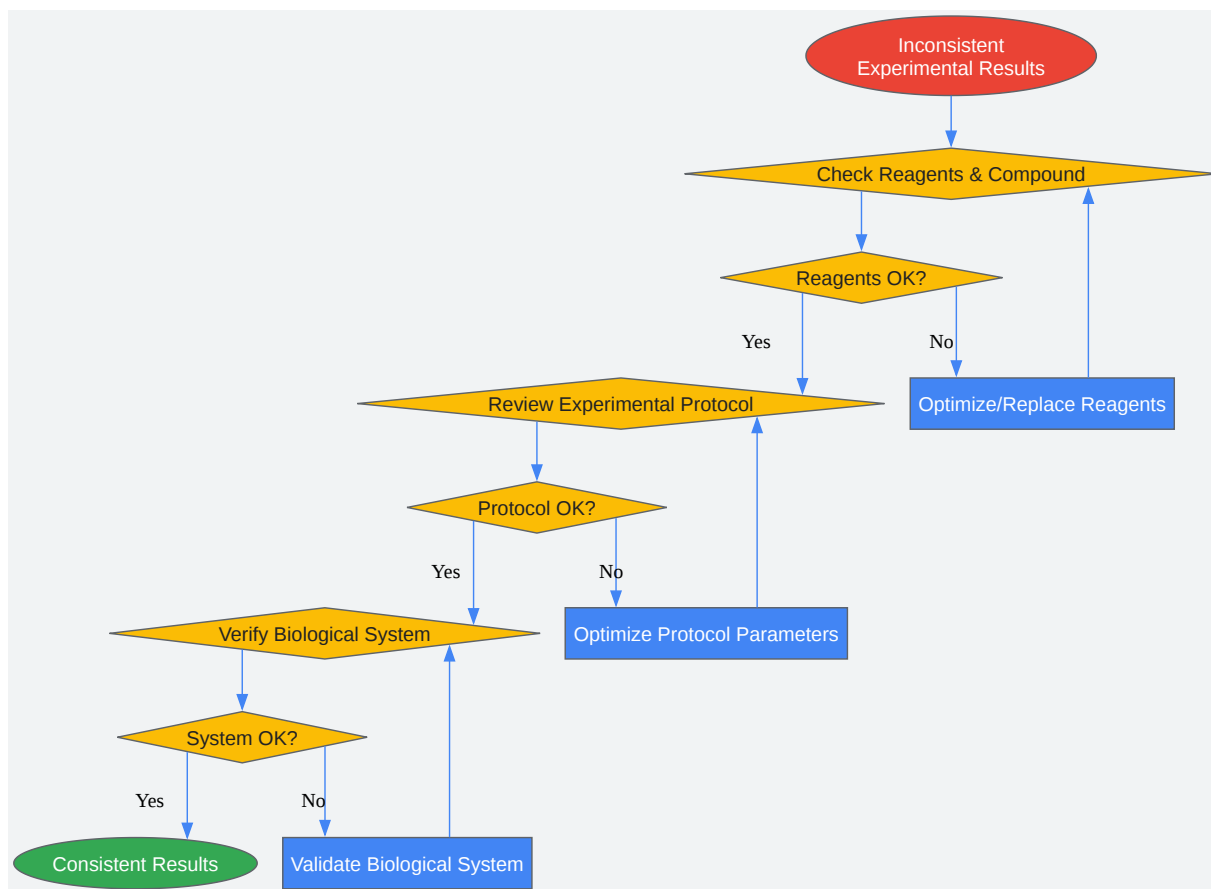 Inconsistent
Experimental Results
Check Reagents & Compound
Reagents OK?
Yes
No
Review Experimental Protocol
Optimize/Replace Reagents
Protocol OK?
Yes
No
Verify Biological System
Optimize Protocol Parameters
System OK?
Yes
No
Consistent Results
Validate Biological System